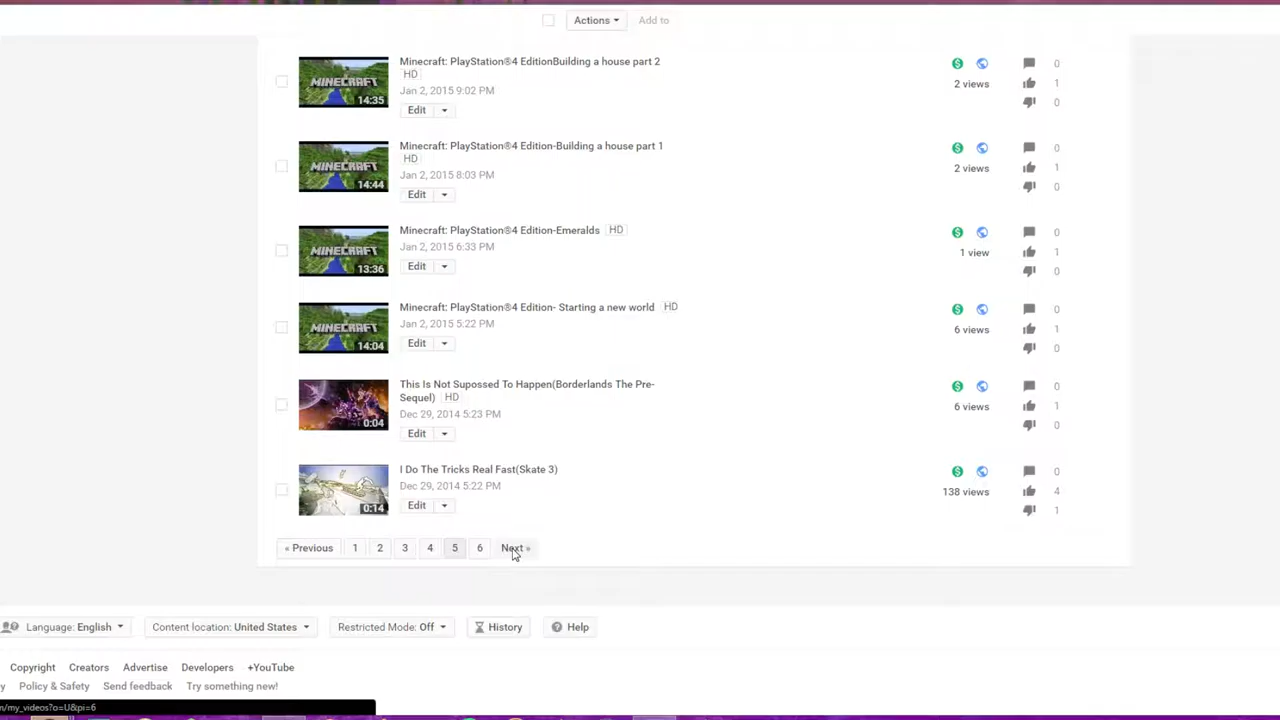 Actions
Add to
Minecraft: PlayStation®4 EditionBuilding a house part 2
HD
Jan 2, 2015 9:02 PM
Edit
2 views
0
1
0
MINECRAFT
14:35
Minecraft: PlayStation®4 Edition-Building a house part 1
HD
Jan 2, 2015 8:03 PM
Edit
2 views
0
1
0
MINECRAFT
14:44
Minecraft: PlayStation®4 Edition-Emeralds HD
Jan 2, 2015 6:33 PM
Edit
1 view
0
1
0
MINECRAFT
13:36
Minecraft: PlayStation®4 Edition- Starting a new world HD
Jan 2, 2015 5:22 PM
Edit
6 views
0
1
0
MINECRAFT
14:04
This Is Not Supossed To Happen(Borderlands The Pre-
Sequel) HD
Dec 29, 2014 5:23 PM
Edit
6 views
0
1
0
0:04
I Do The Tricks Real Fast(Skate 3)
Dec 29, 2014 5:22 PM
Edit
138 views
0
4
1
0:14
« Previous 1 2 3 4 5 6 Next »
Language: English Content location: United States Restricted Mode: Off History Help
Copyright Creators Advertise Developers +YouTube
y Policy & Safety Send feedback Try something new!
m/my_videos?o=U&pi=6